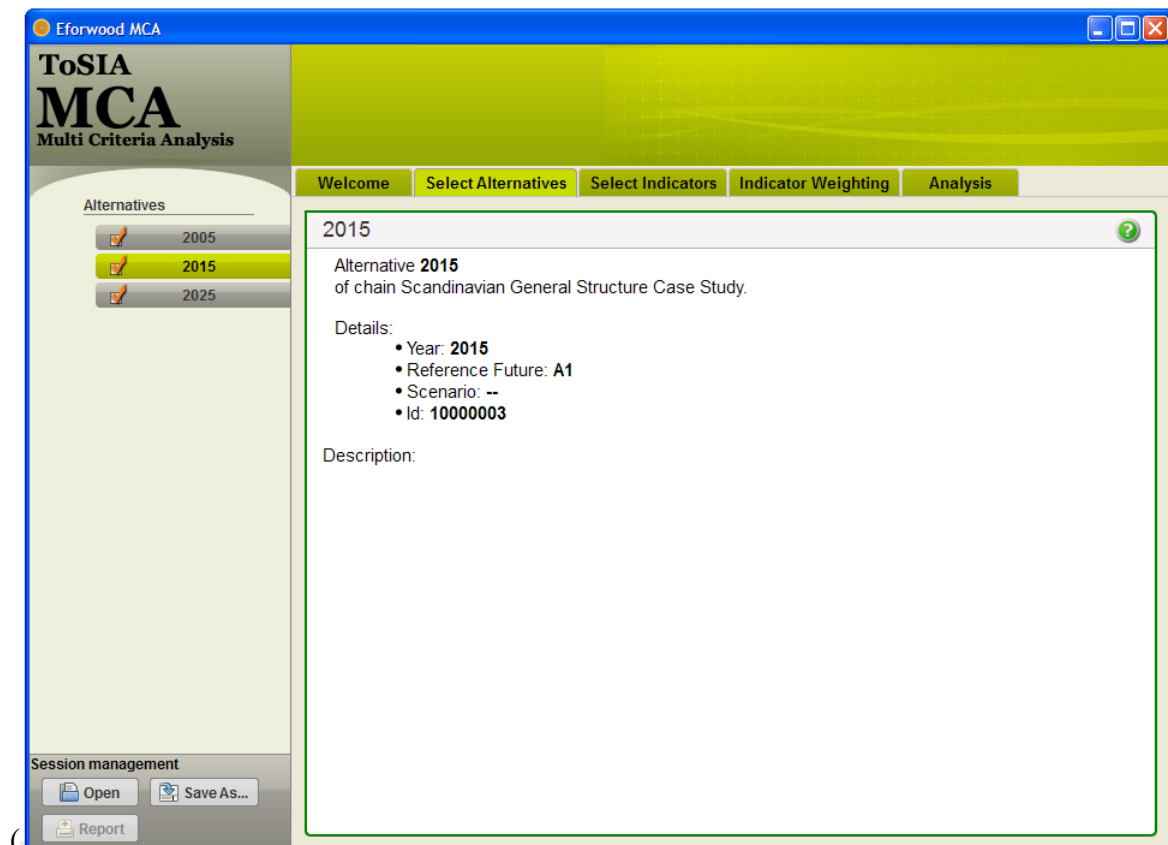 Eforwood MCA
ToSIA
MCA
Multi Criteria Analysis
Welcome
Select Alternatives
Select Indicators
Indicator Weighting
Analysis
Alternatives
2005
2015
2025
2015
?
Alternative 2015
of chain Scandinavian General Structure Case Study.
Details:
• Year: 2015
• Reference Future: A1
• Scenario: --
• Id: 10000003
Description:
Session management
Open
Save As...
Report
(